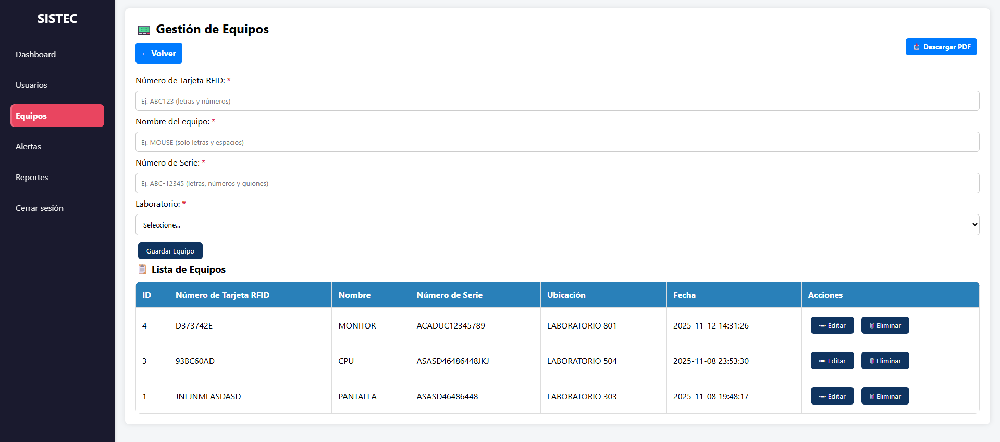 SISTEC
Dashboard
Usuarios
Equipos
Alertas
Reportes
Cerrar sesión
Gestión de Equipos
← Volver
Descargar PDF
Número de Tarjeta RFID: *
Ej. ABC123 (letras y números)
Nombre del equipo: *
Ej. MOUSE (solo letras y espacios)
Número de Serie: *
Ej. ABC-12345 (letras, números y guiones)
Laboratorio: *
Seleccione...
Guardar Equipo
Lista de Equipos
ID Número de Tarjeta RFID Nombre Número de Serie Ubicación Fecha Acciones
4 D373742E MONITOR ACADUC12345789 LABORATORIO 801 2025-11-12 14:31:26 Editar Eliminar
3 93BC60AD CPU ASASD46486448JKJ LABORATORIO 504 2025-11-08 23:53:30 Editar Eliminar
1 JNLJNMLASDASD PANTALLA ASASD46486448 LABORATORIO 303 2025-11-08 19:48:17 Editar Eliminar